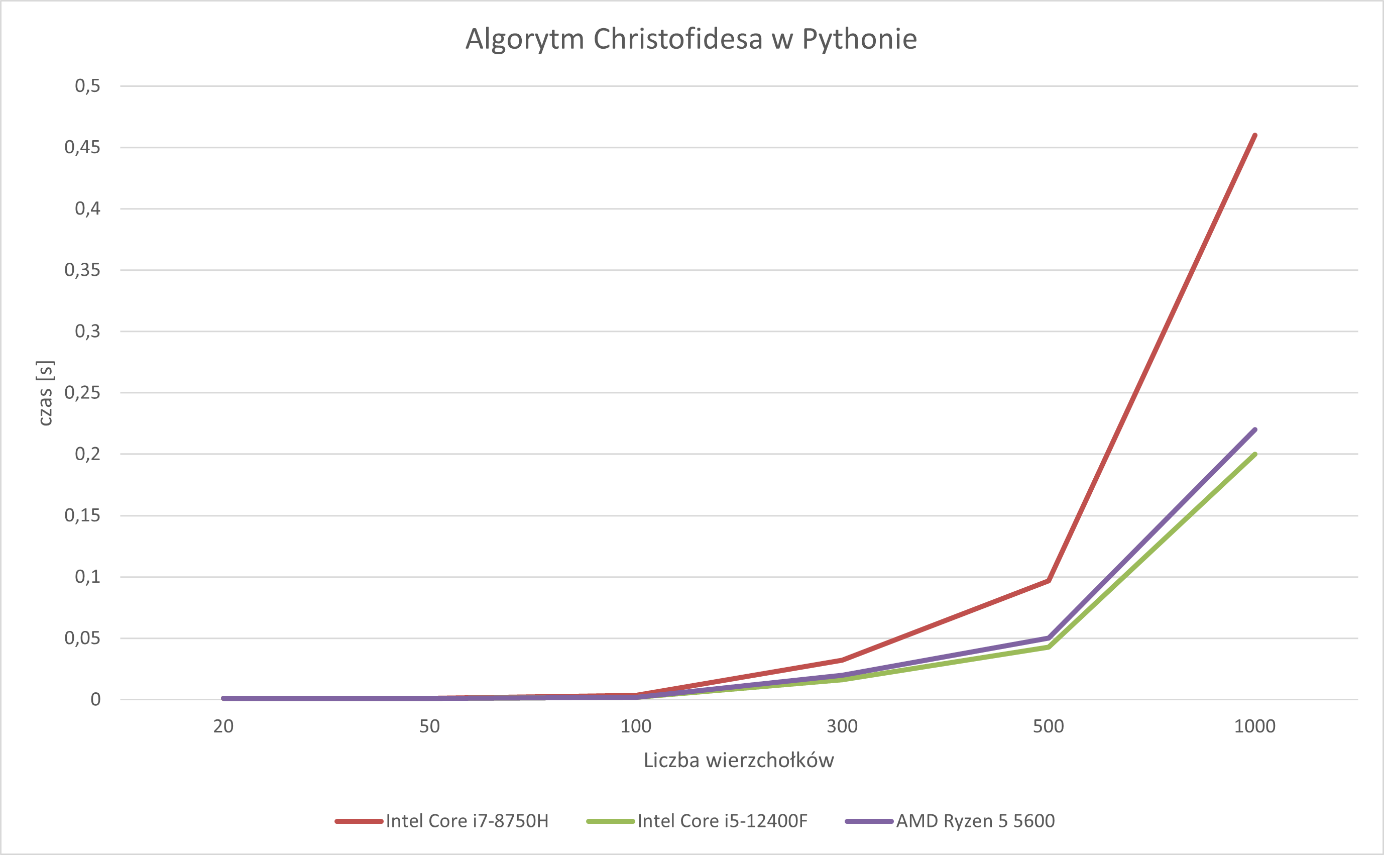 Algorytm Christofidesa w Pythonie
0,5
0,45
0,4
0,35
0,3
0,25
0,2
0,15
0,1
0,05
0
czas [s]
20 50 100 300 500 1000
Liczba wierzchołków
Intel Core i7-8750H Intel Core i5-12400F AMD Ryzen 5 5600